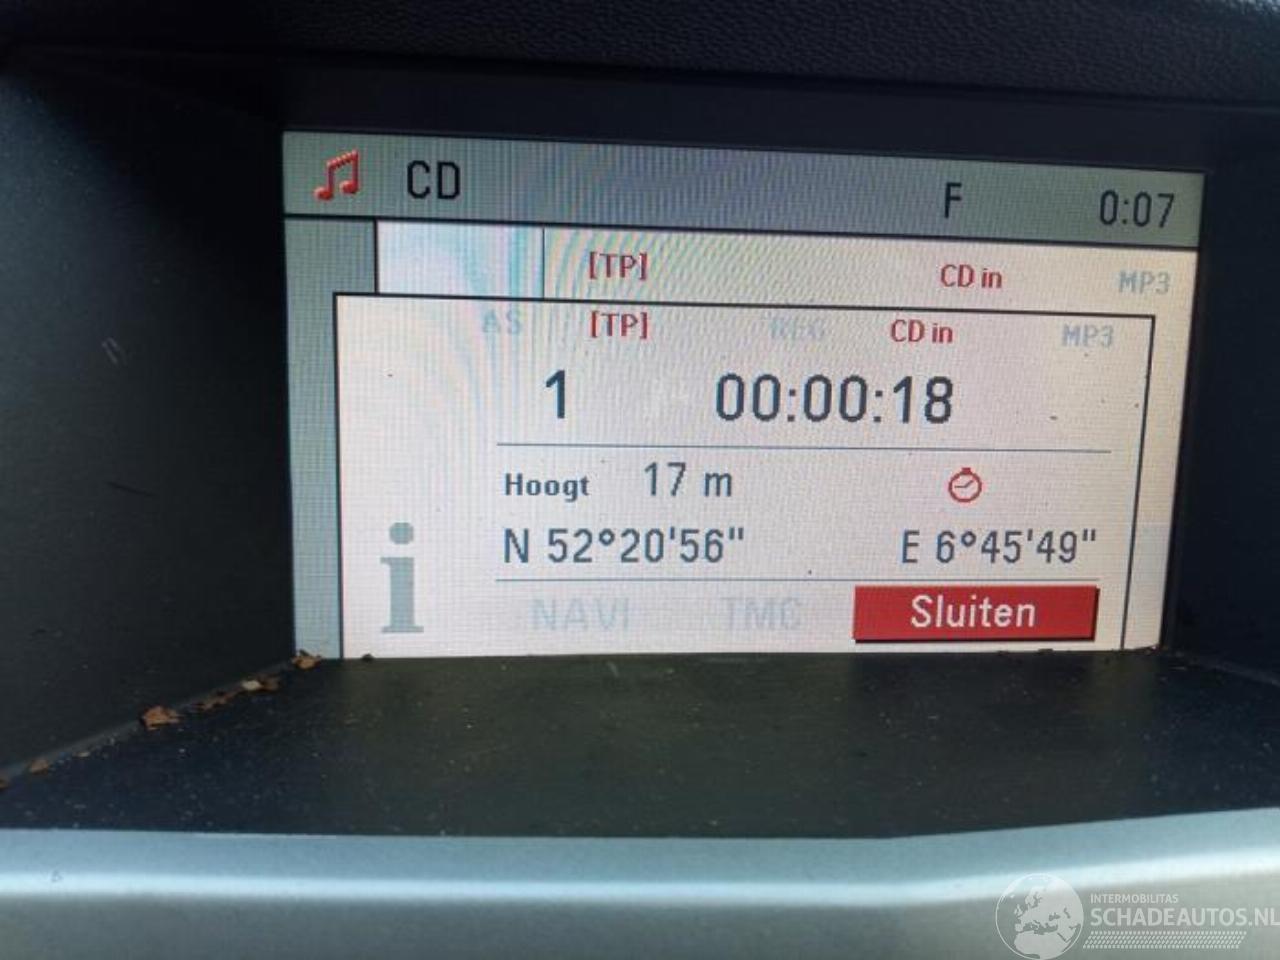 CD F 0:07
[TP] CD in MP3
AS [TP] REG CD in MP3
1 00:00:18
Hoogt 17 m
N 52°20'56" E 6°45'49"
NAVI TMC Sluiten
INTERMOBILITAS
SCHADEAUTOS.NL